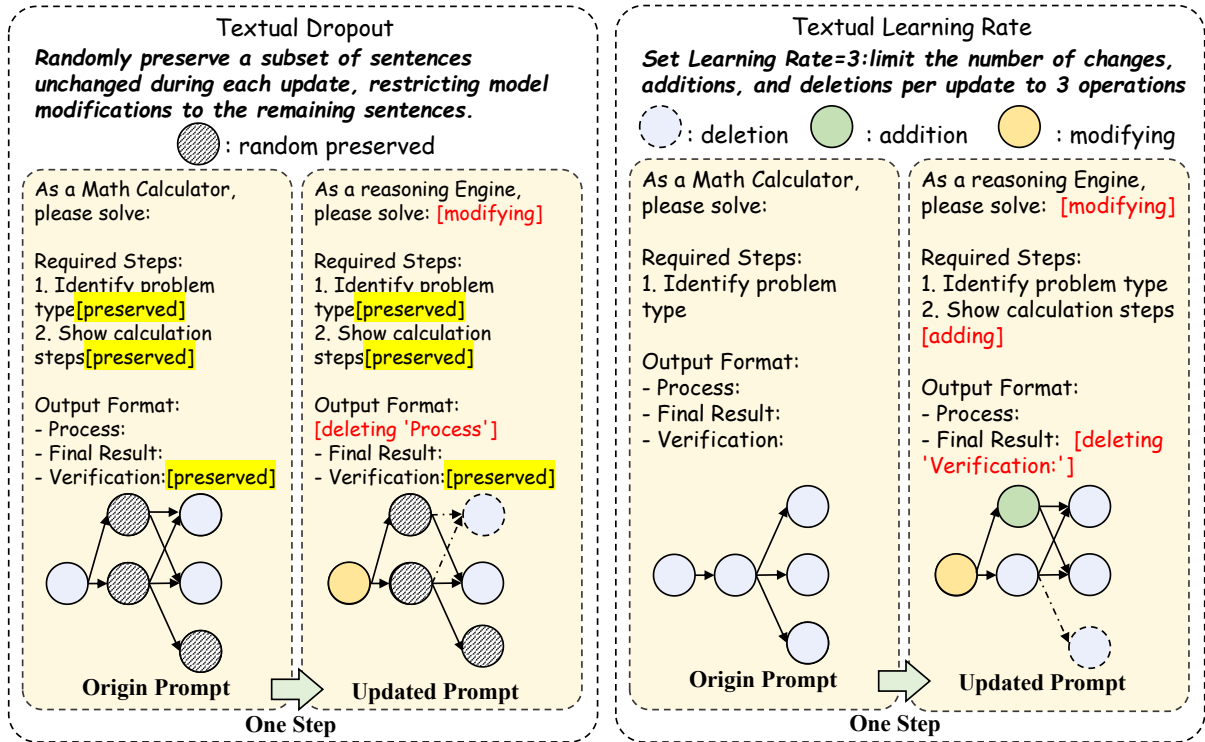 Textual Dropout
Randomly preserve a subset of sentences
unchanged during each update, restricting model
modifications to the remaining sentences.
: random preserved
As a Math Calculator,
please solve:
Required Steps:
1. Identify problem
type[preserved]
2. Show calculation
steps[preserved]
Output Format:
- Process:
- Final Result:
- Verification:[preserved]
Origin Prompt
As a reasoning Engine,
please solve: [modifying]
Required Steps:
1. Identify problem
type[preserved]
2. Show calculation
steps[preserved]
Output Format:
[deleting 'Process']
- Final Result:
- Verification:[preserved]
Updated Prompt
One Step
Textual Learning Rate
Set Learning Rate=3:limit the number of changes,
additions, and deletions per update to 3 operations
: deletion
: addition
: modifying
As a Math Calculator,
please solve:
Required Steps:
1. Identify problem
type
Output Format:
- Process:
- Final Result:
- Verification:
Origin Prompt
As a reasoning Engine,
please solve: [modifying]
Required Steps:
1. Identify problem type
2. Show calculation steps
[adding]
Output Format:
- Process:
- Final Result: [deleting
'Verification:']
Updated Prompt
One Step